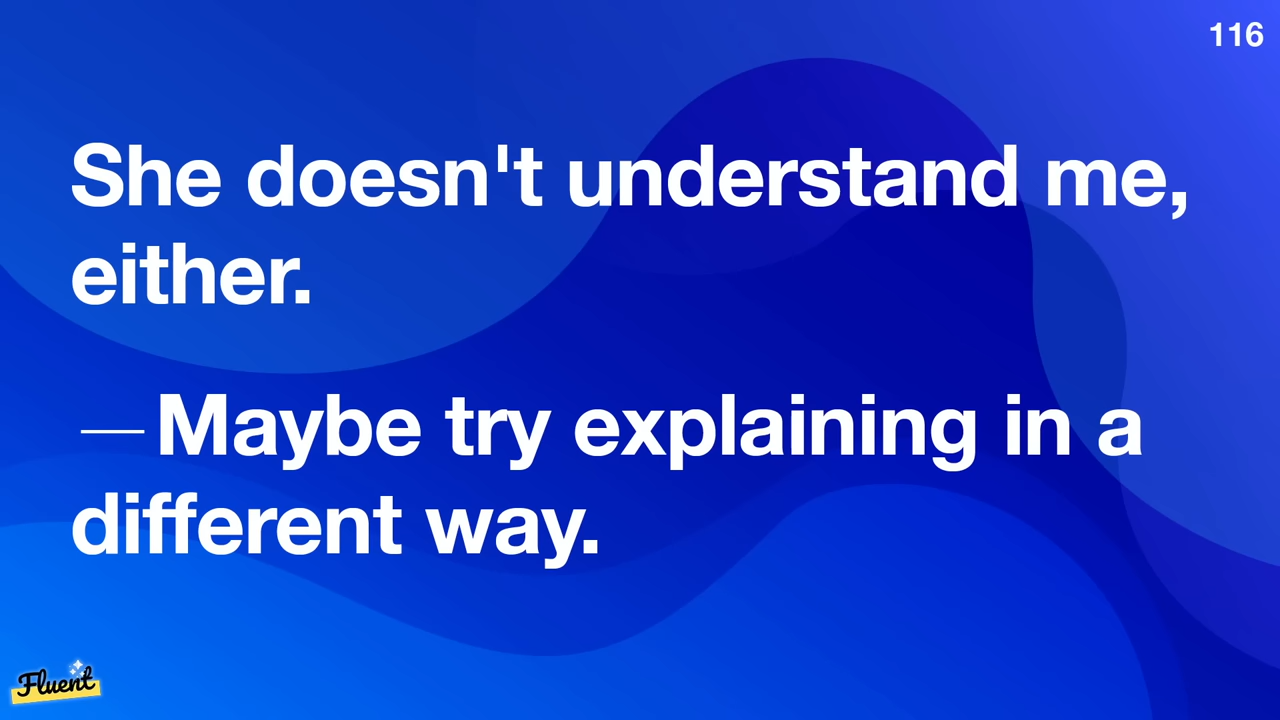 116
She doesn't understand me,
either.
—Maybe try explaining in a
different way.
Fluent